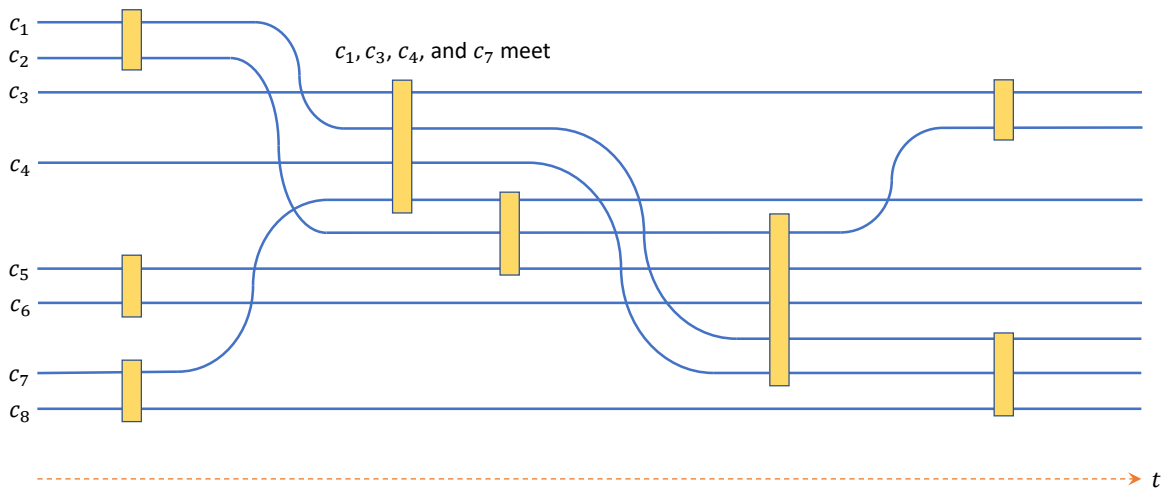 c₁
c₂
c₁, c₃, c₄, and c₇ meet
c₃
c₄
c₅
c₆
c₇
c₈
t